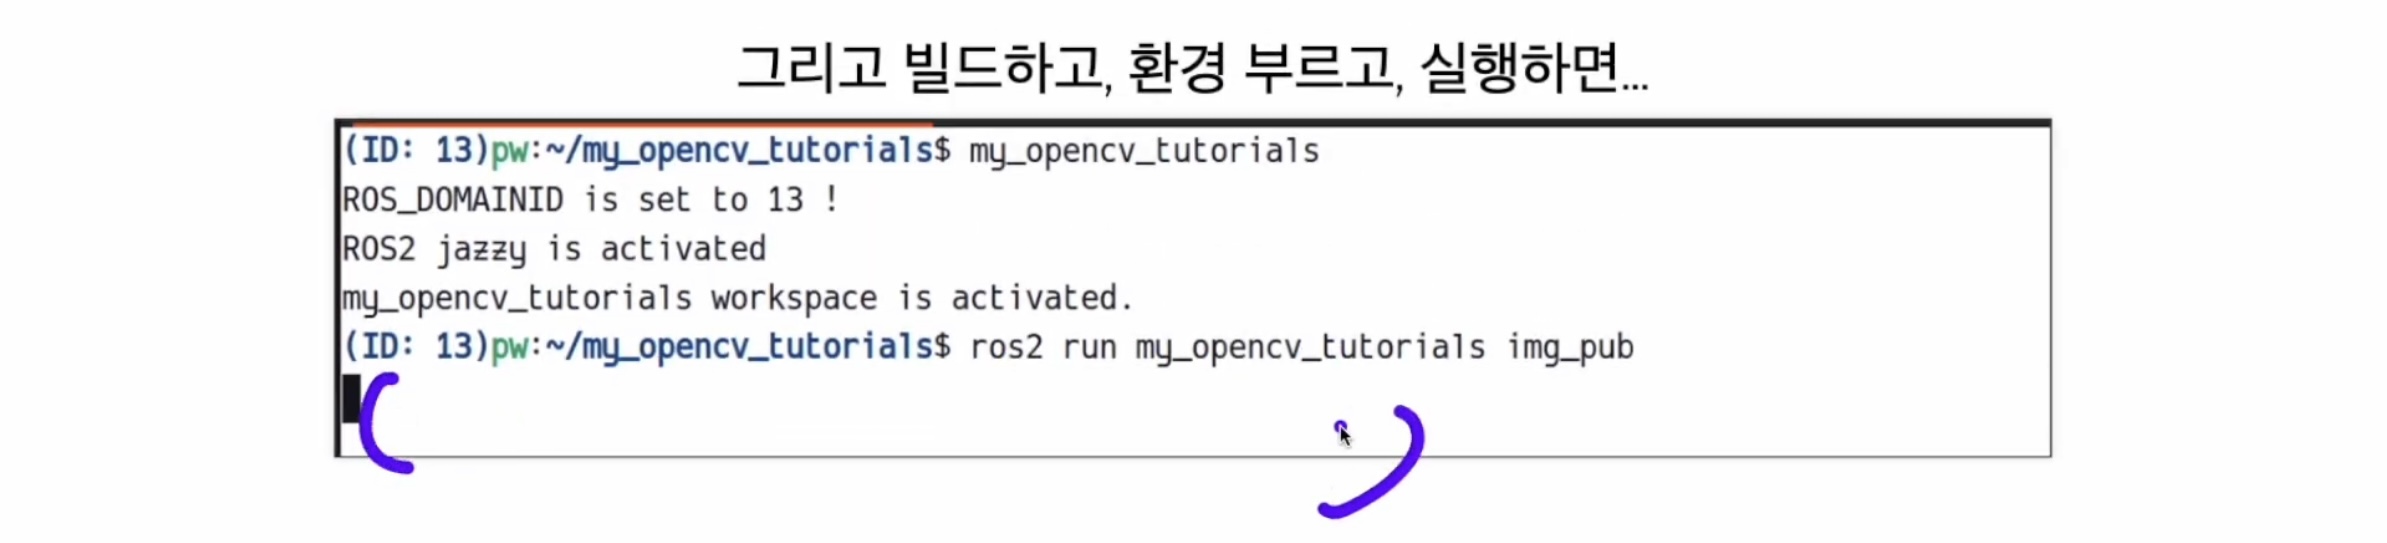 그리고 빌드하고, 환경 부르고, 실행하면...
(ID: 13)pw:~/my_opencv_tutorials$ my_opencv_tutorials
ROS_DOMAINID is set to 13 !
ROS2 jazzy is activated
my_opencv_tutorials workspace is activated.
(ID: 13)pw:~/my_opencv_tutorials$ ros2 run my_opencv_tutorials img_pub